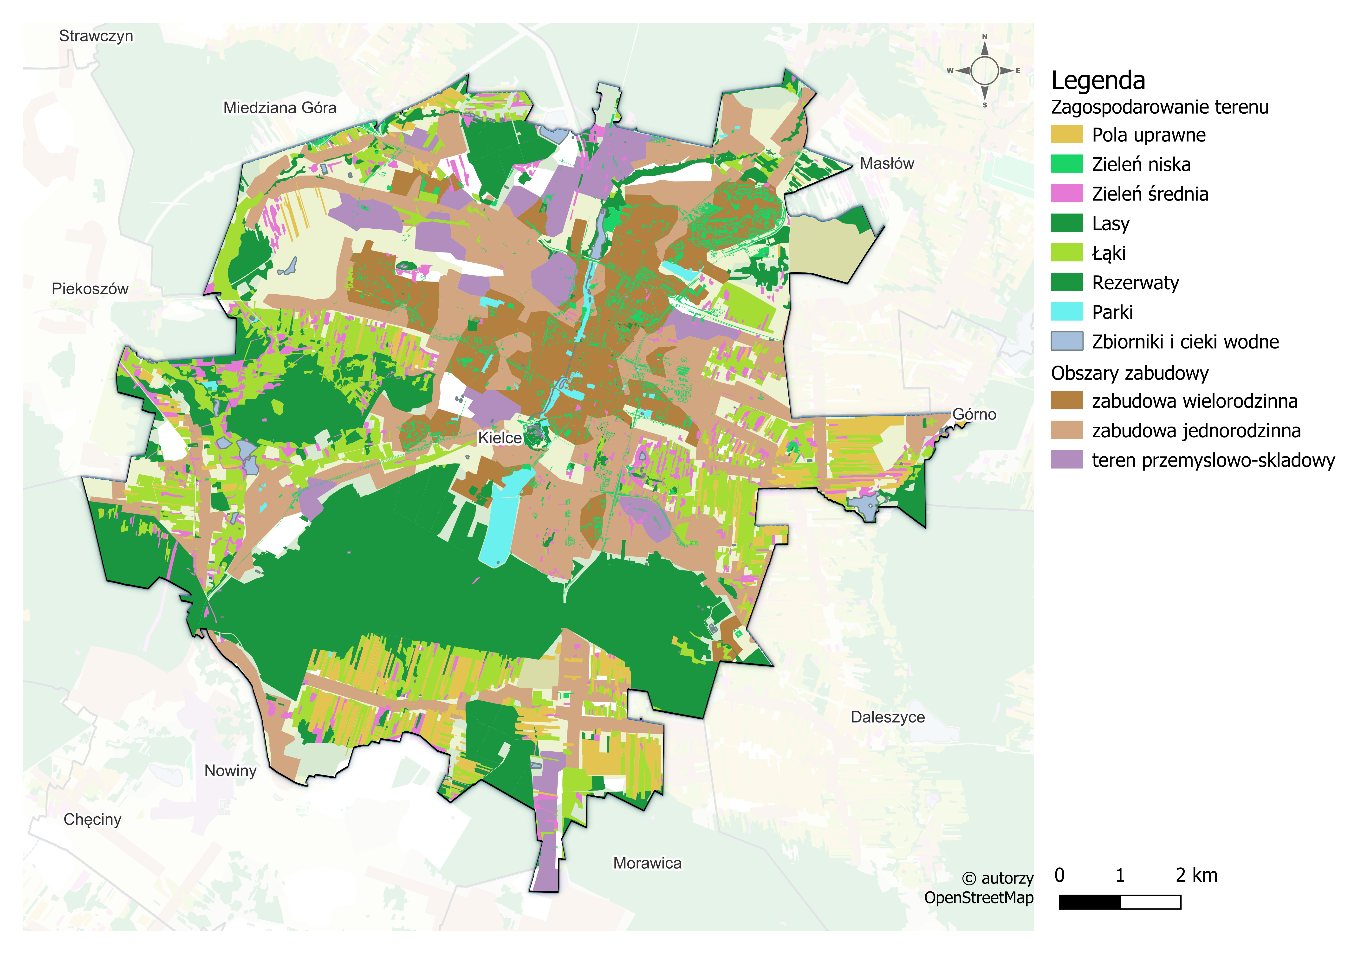 Strawczyn
Miedziana Góra
Masłów
Piekoszów
Górno
Kielce
Daleszyce
Nowiny
Chęciny
Morawica
N
W
E
S
© autorzy
OpenStreetMap
Legenda
Zagospodarowanie terenu
Pola uprawne
Zieleń niska
Zieleń średnia
Lasy
Łąki
Rezerwaty
Parki
Zbiorniki i cieki wodne
Obszary zabudowy
zabudowa wielorodzinna
zabudowa jednorodzinna
teren przemyslowo-skladowy
0 1 2 km